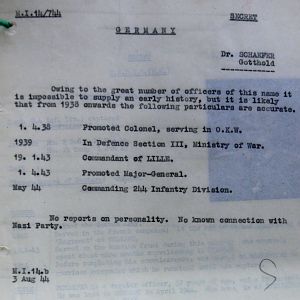 M.I.14/744
SECRET
GERMANY
Dr. SCHAEFER
Gotthold
Owing to the great number of officers of this name it
is impossible to supply an early history, but it is likely
that from 1938 onwards the following particulars are accurate.
1. 4.38 Promoted Colonel, serving in O.K.W.
1939 In Defence Section III, Ministry of War.
19. 1.43 Commandant of LILLE.
1. 4.43 Promoted Major-General.
May 44 Commanding 244 Infantry Division.
No reports on personality. No known connection with
Nazi Party.
M.I.14.b
3 Aug 44